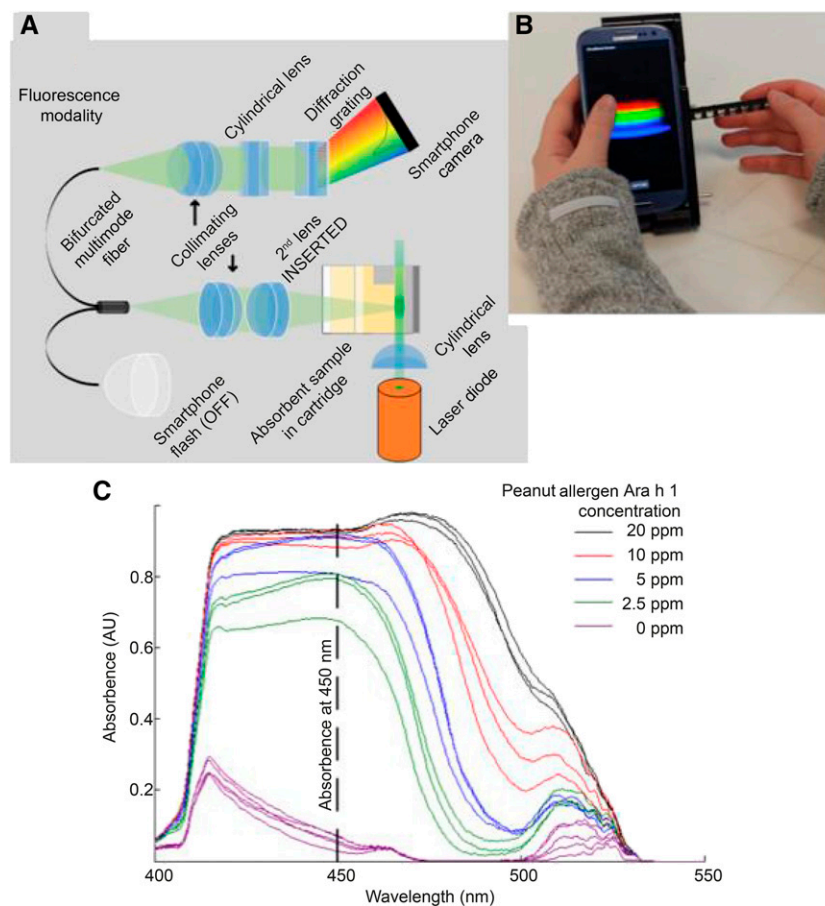 A
Fluorescence
modality
Cylindrical lens
Diffraction
grating
Smartphone
camera
Bifurcated
multimode
fiber
Collimating
lenses
2nd lens
INSERTED
Smartphone
flash (OFF)
Absorbent sample
in cartridge
Laser diode
Cylindrical
lens
B
C
Peanut allergen Ara h 1
concentration
20 ppm
10 ppm
5 ppm
2.5 ppm
0 ppm
Absorbence (AU)
0.8
0.6
0.4
0.2
Absorbence at 450 nm
400
450
500
550
Wavelength (nm)